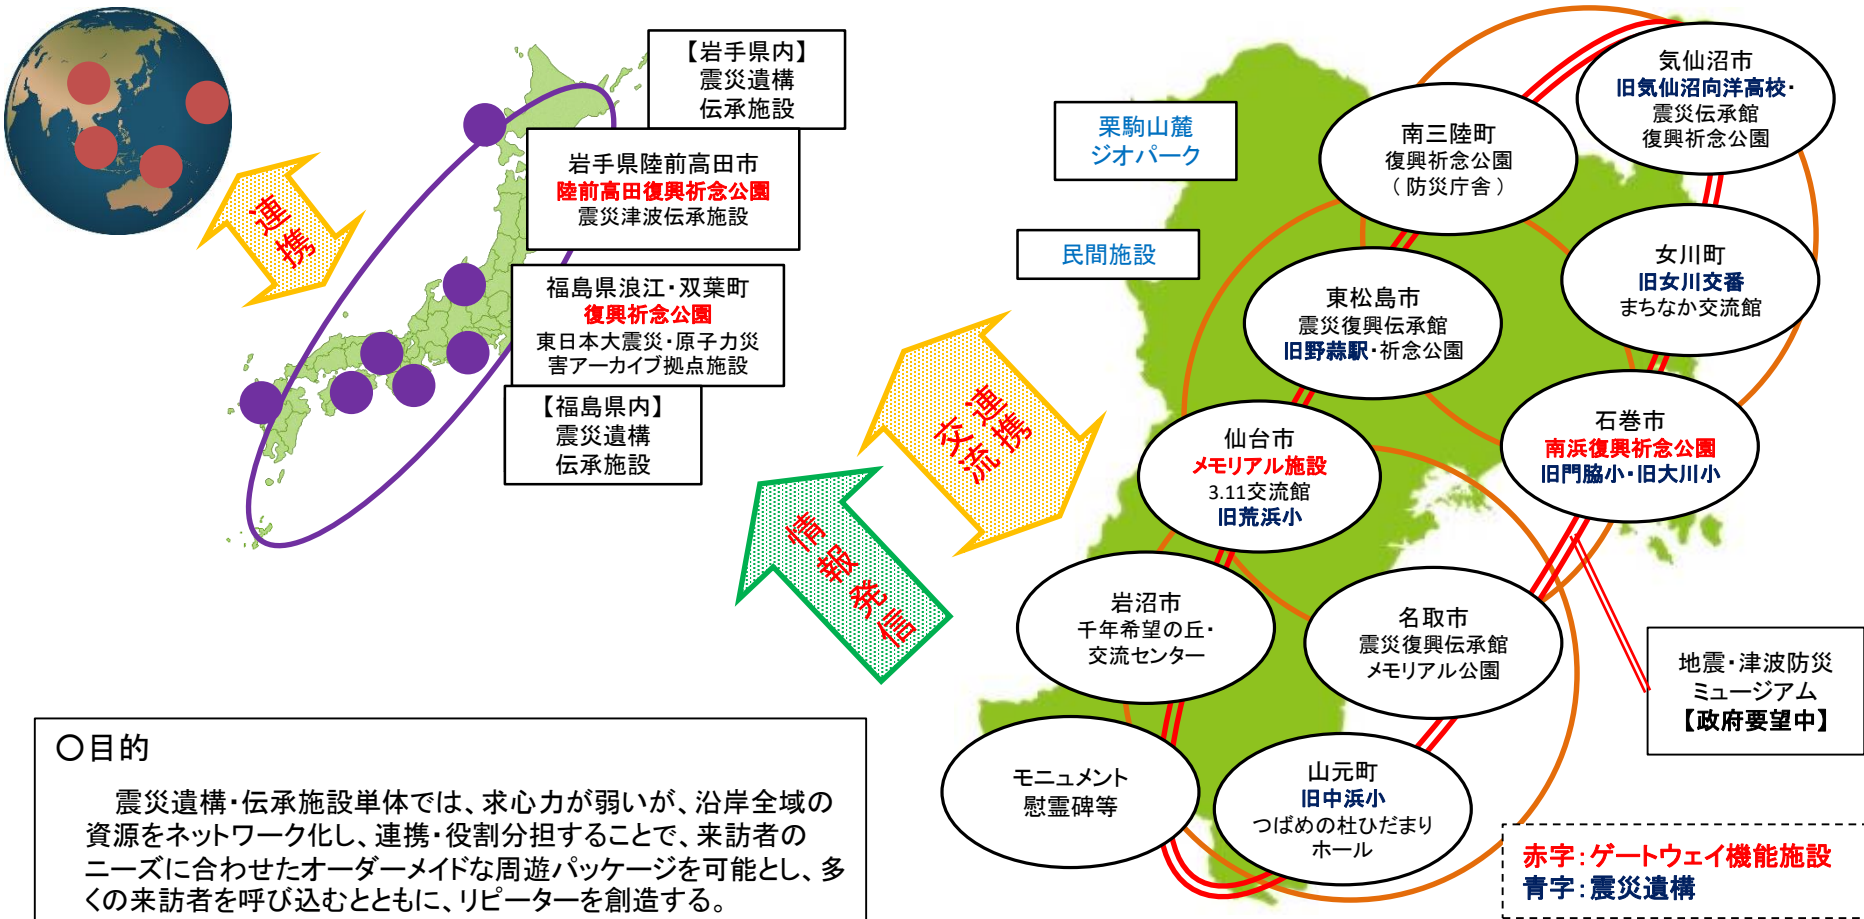 【岩手県内】
震災遺構
伝承施設
岩手県陸前高田市
陸前高田復興祈念公園
震災津波伝承施設
福島県浪江・双葉町
復興祈念公園
東日本大震災・原子力災
害アーカイブ拠点施設
【福島県内】
震災遺構
伝承施設
連携
交流
連携
情報発信
栗駒山麓
ジオパーク
民間施設
気仙沼市
旧気仙沼向洋高校・
震災伝承館
復興祈念公園
南三陸町
復興祈念公園
（防災庁舎）
女川町
旧女川交番
まちなか交流館
東松島市
震災復興伝承館
旧野蒜駅・祈念公園
石巻市
南浜復興祈念公園
旧門脇小・旧大川小
仙台市
メモリアル施設
3.11交流館
旧荒浜小
岩沼市
千年希望の丘・
交流センター
名取市
震災復興伝承館
メモリアル公園
地震・津波防災
ミュージアム
【政府要望中】
モニュメント
慰霊碑等
山元町
旧中浜小
つばめの杜ひだまり
ホール
赤字：ゲートウェイ機能施設
青字：震災遺構
○目的
震災遺構・伝承施設単体では、求心力が弱いが、沿岸全域の
資源をネットワーク化し、連携・役割分担することで、来訪者の
ニーズに合わせたオーダーメイドな周遊パッケージを可能とし、多
くの来訪者を呼び込むとともに、リピーターを創造する。